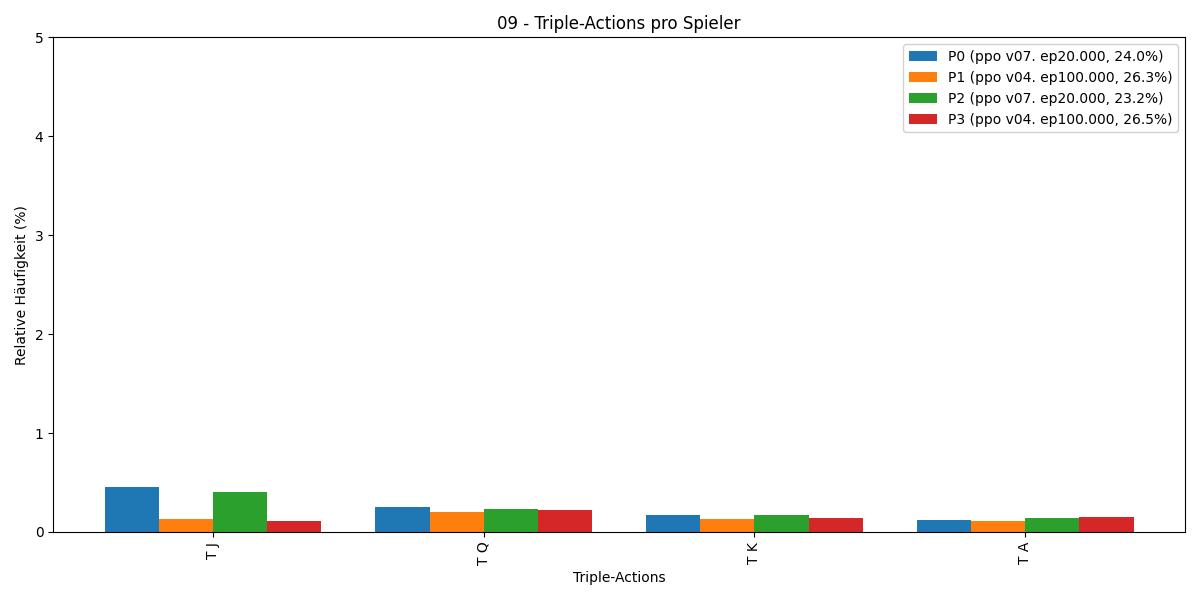 09 - Triple-Actions pro Spieler
P0 (ppo v07. ep20.000, 24.0%)
P1 (ppo v04. ep100.000, 26.3%)
P2 (ppo v07. ep20.000, 23.2%)
P3 (ppo v04. ep100.000, 26.5%)
Relative Häufigkeit (%)
5
4
3
2
1
0
T J
T Q
T K
T A
Triple-Actions